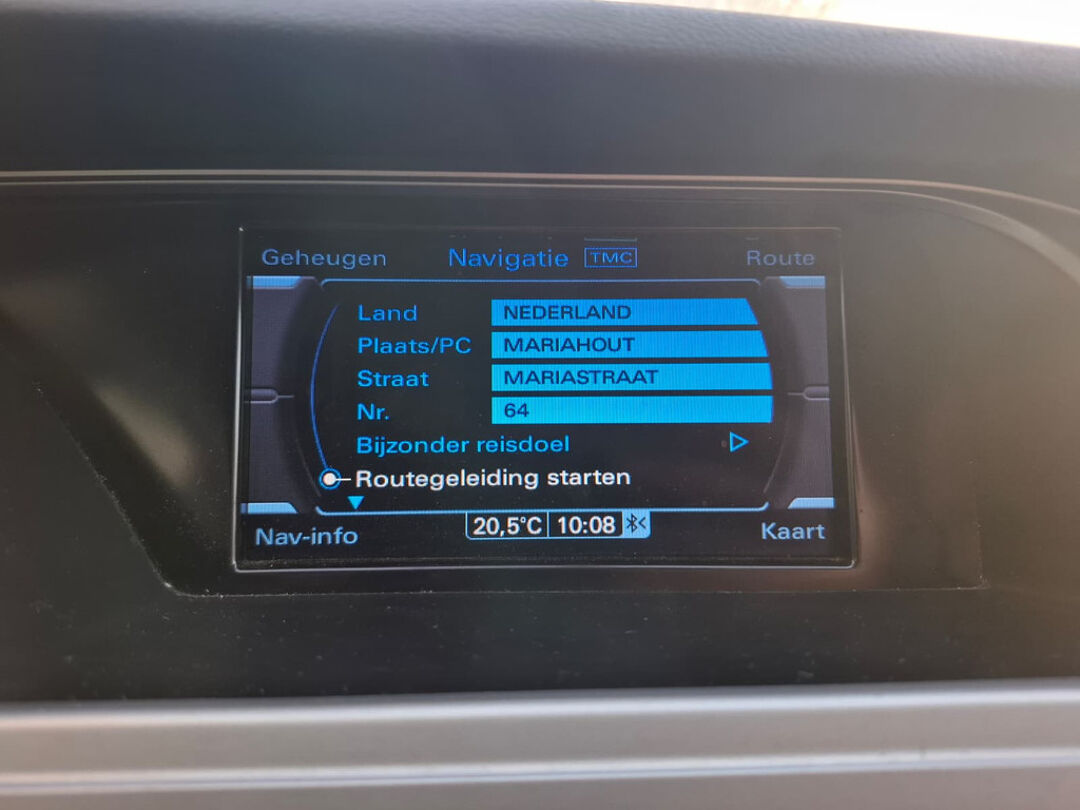 Geheugen Navigatie TMC Route
Land NEDERLAND
Plaats/PC MARIAHOUT
Straat MARIASTRAAT
Nr. 64
Bijzonder reisdoel
Routegeleiding starten
Nav-info 20,5°C 10:08 Kaart